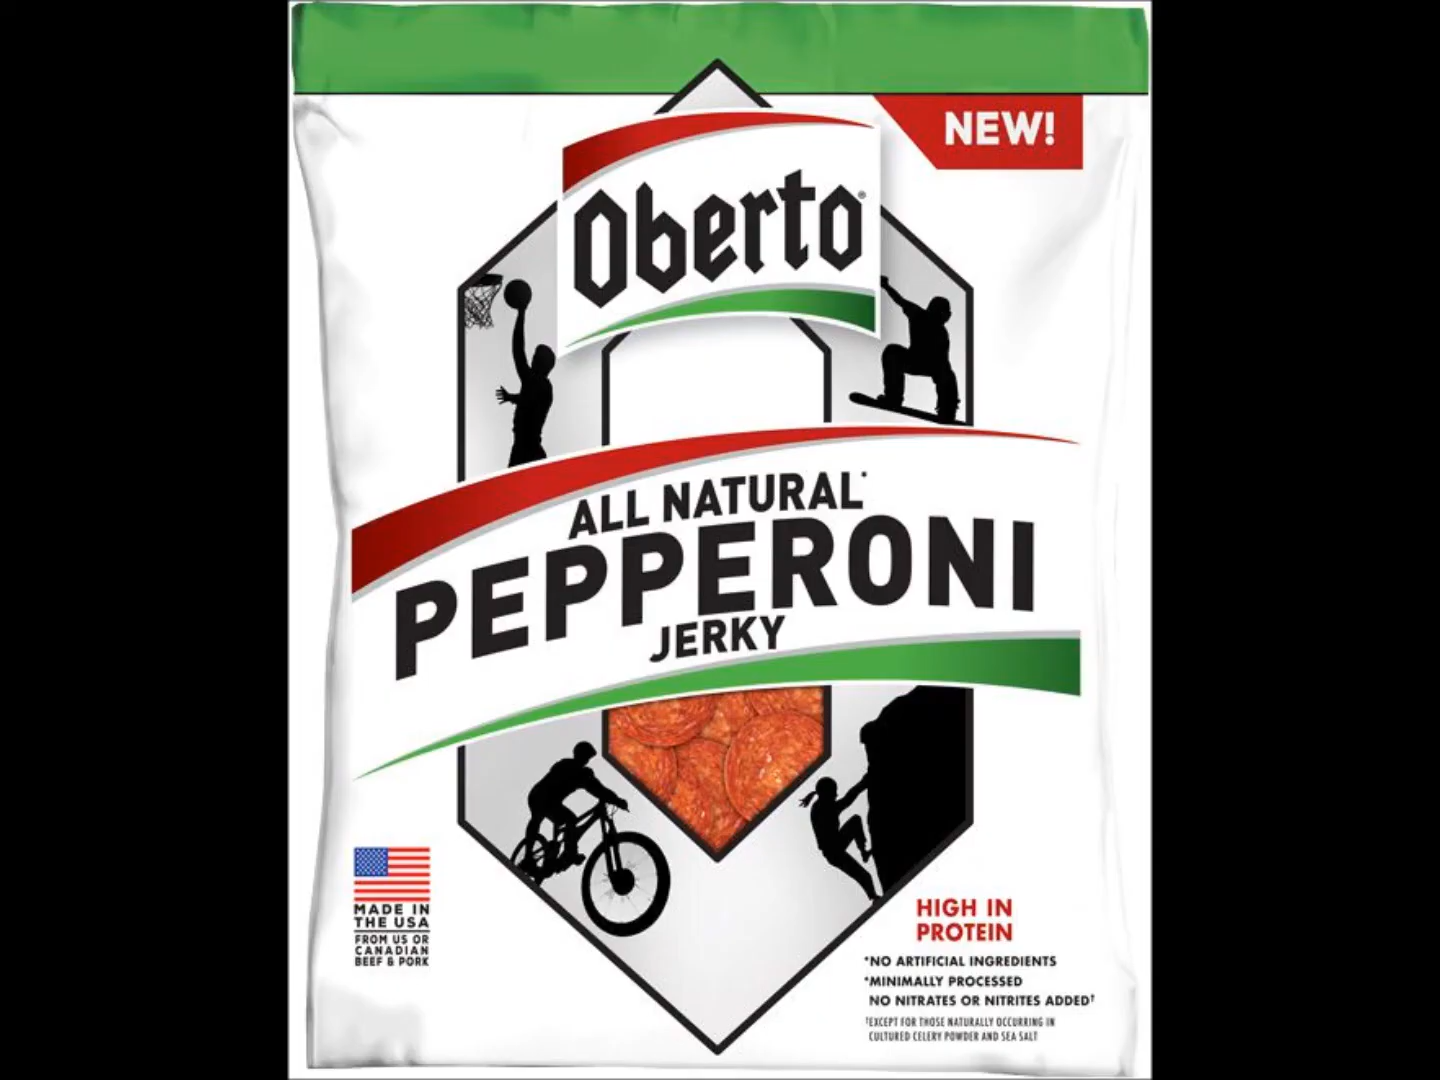 NEW!
Oberto®
ALL NATURAL*
PEPPERONI
JERKY
MADE IN
THE USA
FROM US OR
CANADIAN
BEEF & PORK
HIGH IN
PROTEIN
*NO ARTIFICIAL INGREDIENTS
*MINIMALLY PROCESSED
NO NITRATES OR NITRITES ADDED†
†EXCEPT FOR THOSE NATURALLY OCCURRING IN
CULTURED CELERY POWDER AND SEA SALT